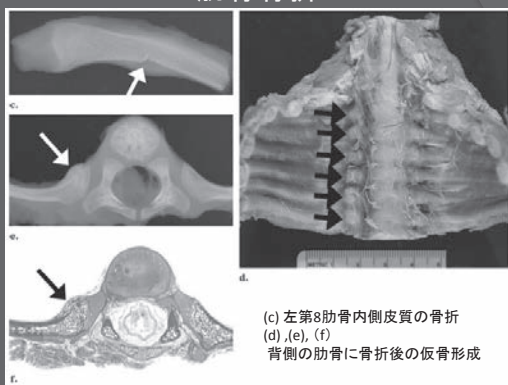 c.
e.
d.
(c) 左第8肋骨内側皮質の骨折
(d) ,(e), (f)
背側の肋骨に骨折後の仮骨形成
f.